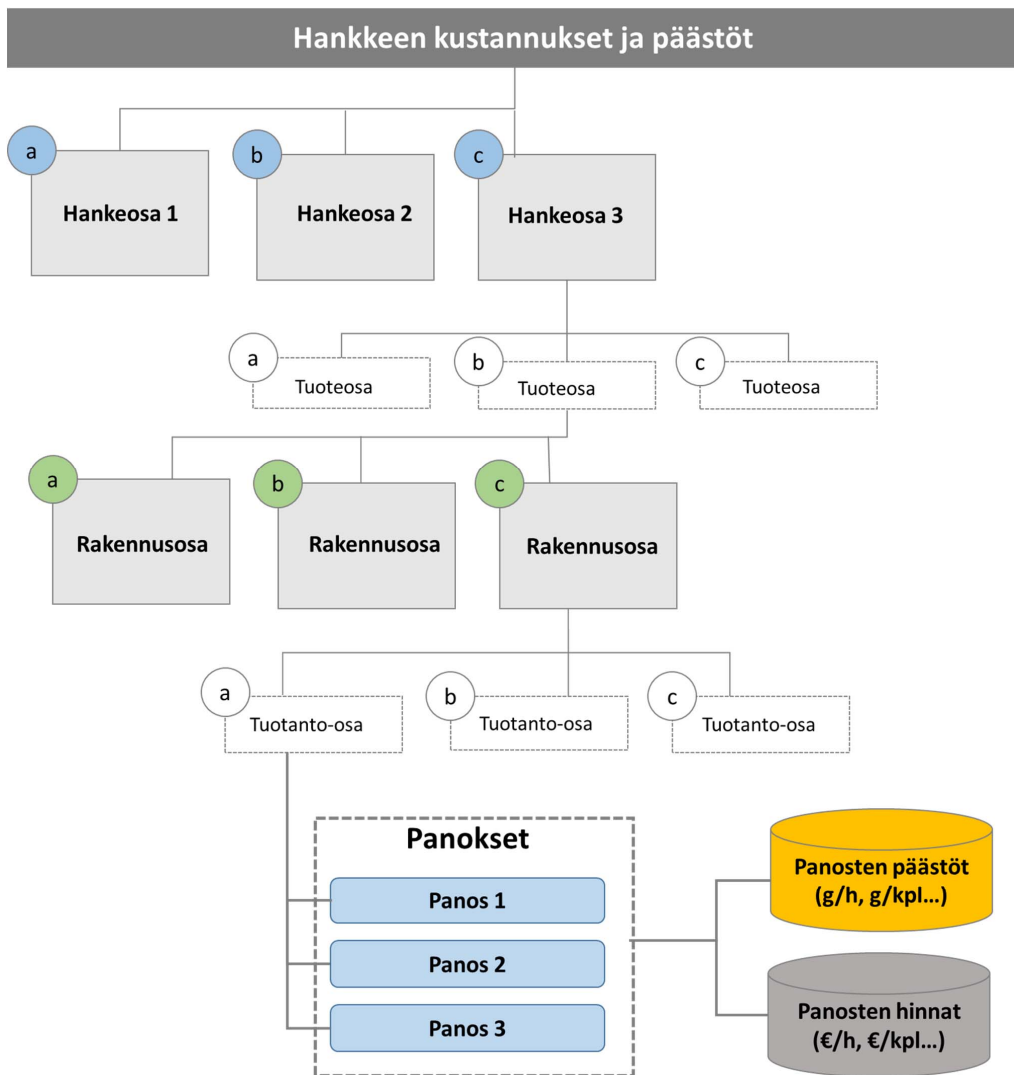 Hankkeen kustannukset ja päästöt
a
b
c
Hankeosa 1
Hankeosa 2
Hankeosa 3
a
b
c
Tuoteosa
Tuoteosa
Tuoteosa
a
b
c
Rakennusosa
Rakennusosa
Rakennusosa
a
b
c
Tuotanto-osa
Tuotanto-osa
Tuotanto-osa
Panokset
Panos 1
Panos 2
Panos 3
Panosten päästöt
(g/h, g/kpl...)
Panosten hinnat
(€/h, €/kpl...)